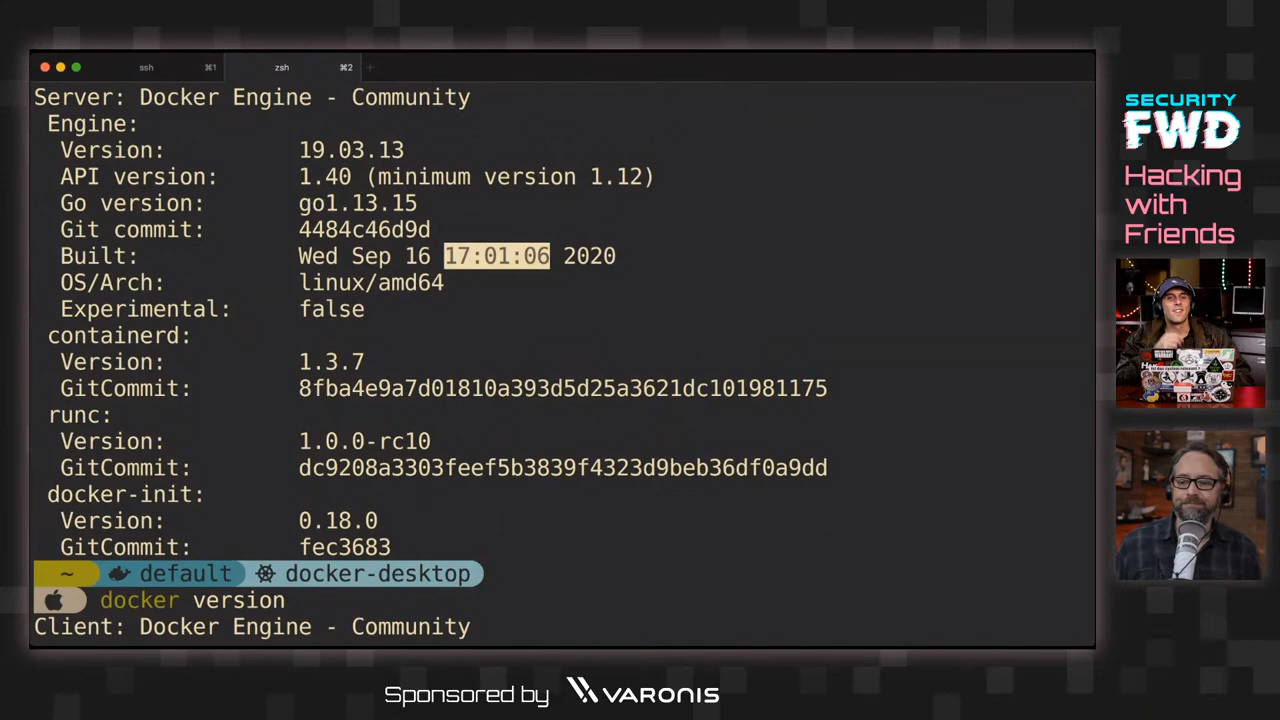 ssh ⌘1 zsh ⌘2 +
Server: Docker Engine - Community
Engine:
Version: 19.03.13
API version: 1.40 (minimum version 1.12)
Go version: go1.13.15
Git commit: 4484c46d9d
Built: Wed Sep 16 17:01:06 2020
OS/Arch: linux/amd64
Experimental: false
containerd:
Version: 1.3.7
GitCommit: 8fba4e9a7d01810a393d5d25a3621dc101981175
runc:
Version: 1.0.0-rc10
GitCommit: dc9208a3303feef5b3839f4323d9beb36df0a9dd
docker-init:
Version: 0.18.0
GitCommit: fec3683
~ default docker-desktop
docker version
Client: Docker Engine - Community
SECURITY
FWD
Hacking
with
Friends
Sponsored by VARONIS